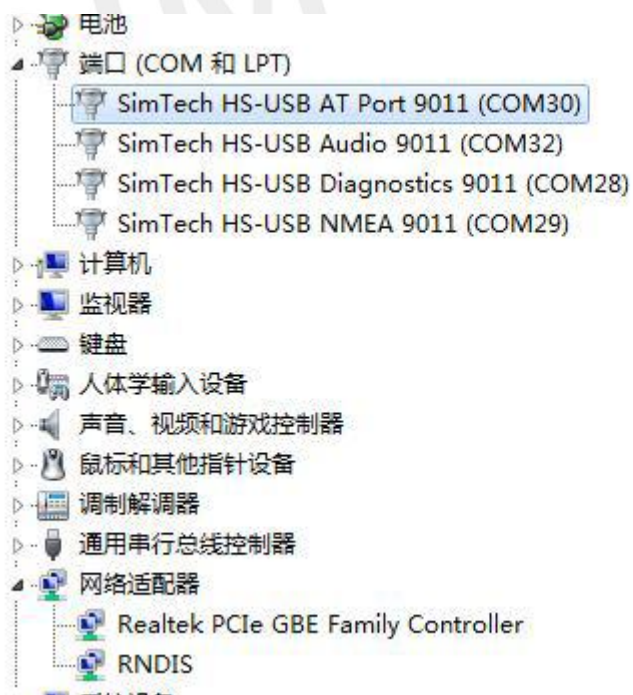 电池
端口 (COM 和 LPT)
SimTech HS-USB AT Port 9011 (COM30)
SimTech HS-USB Audio 9011 (COM32)
SimTech HS-USB Diagnostics 9011 (COM28)
SimTech HS-USB NMEA 9011 (COM29)
计算机
监视器
键盘
人体学输入设备
声音、视频和游戏控制器
鼠标和其他指针设备
调制解调器
通用串行总线控制器
网络适配器
Realtek PCIe GBE Family Controller
RNDIS